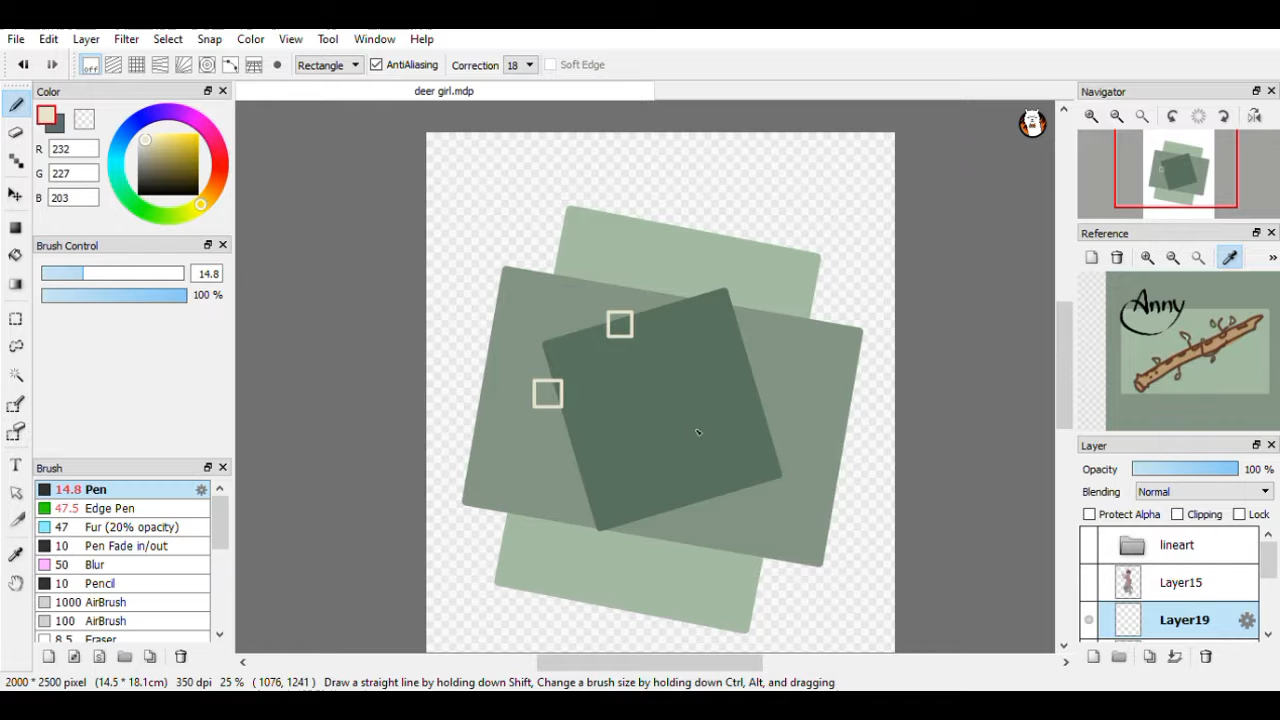 File Edit Layer Filter Select Snap Color View Tool Window Help
off Rectangle AntiAliasing Correction 18 Soft Edge
Color
deer girl.mdp
Navigator
R 232
G 227
B 203
Brush Control
14.8
100 %
Reference
»
Anny
Layer
Opacity 100 %
Blending Normal
Protect Alpha Clipping Lock
lineart
Layer15
Layer19
Brush
14.8 Pen
47.5 Edge Pen
47 Fur (20% opacity)
10 Pen Fade in/out
50 Blur
10 Pencil
1000 AirBrush
100 AirBrush
8.5 Eraser
T
2000 * 2500 pixel (14.5 * 18.1cm) 350 dpi 25 % (1076, 1241) Draw a straight line by holding down Shift, Change a brush size by holding down Ctrl, Alt, and dragging